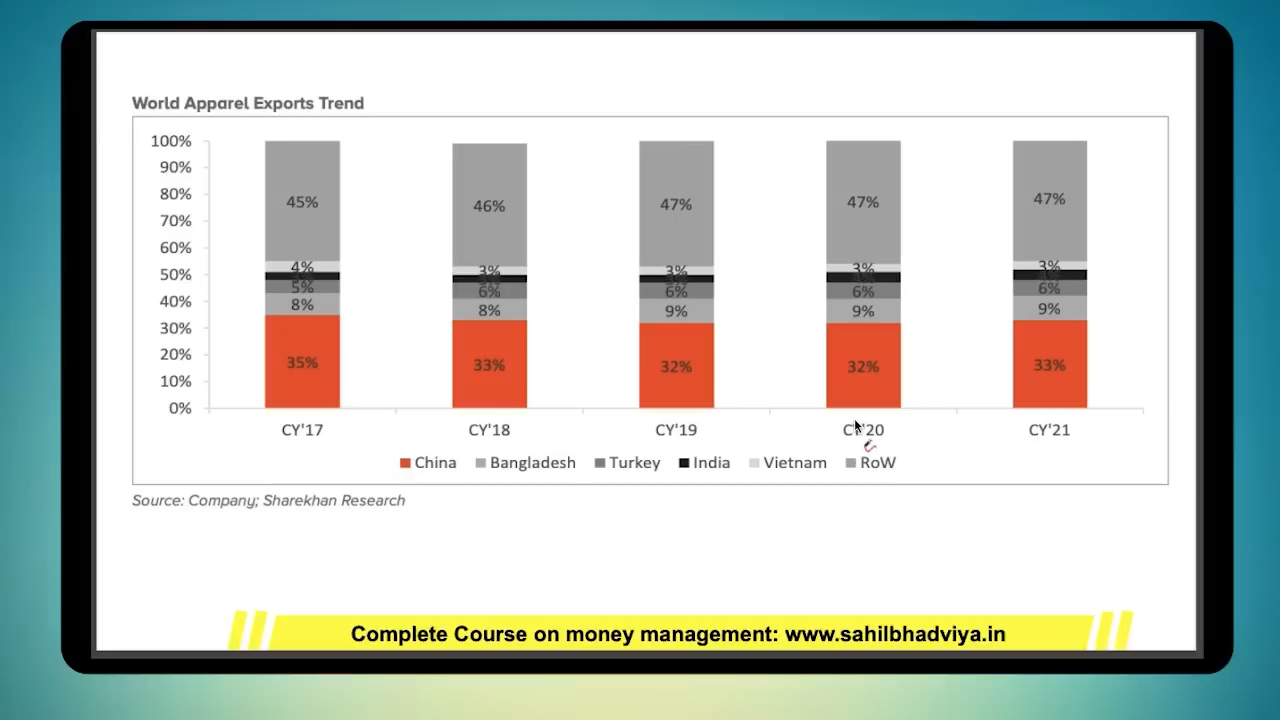 World Apparel Exports Trend
100%
90%
80%
70%
60%
50%
40%
30%
20%
10%
0%
45% 46% 47% 47% 47%
4% 3% 3% 3% 3%
5% 6% 6% 6% 6%
8% 8% 9% 9% 9%
35% 33% 32% 32% 33%
CY'17 CY'18 CY'19 CY'20 CY'21
China Bangladesh Turkey India Vietnam RoW
Source: Company; Sharekhan Research
Complete Course on money management: www.sahilbhadviya.in